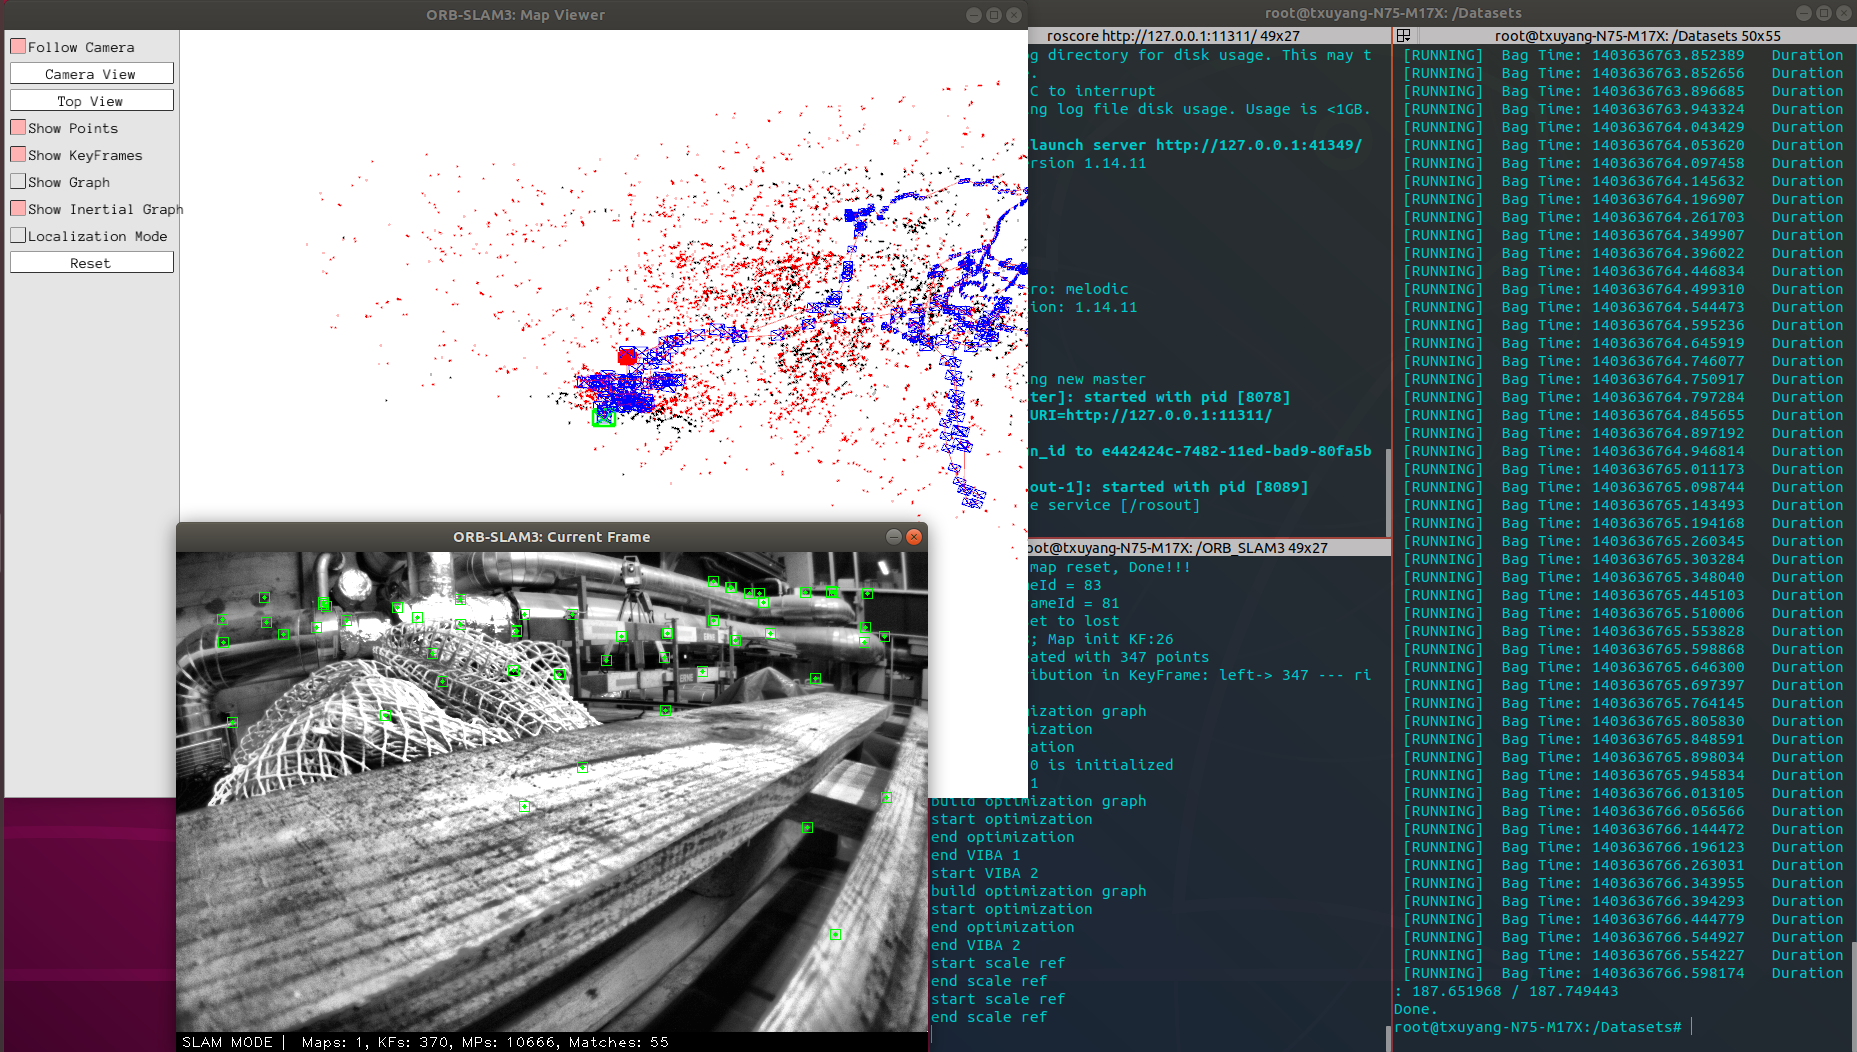 ORB-SLAM3: Map Viewer
Follow Camera
Camera View
Top View
Show Points
Show KeyFrames
Show Graph
Show Inertial Graph
Localization Mode
Reset
ORB-SLAM3: Current Frame
SLAM MODE |  Maps: 1, KFs: 370, MPs: 10666, Matches: 55
root@txuyang-N75-M17X: /Datasets
roscore http://127.0.0.1:11311/ 49x27
g directory for disk usage. This may t
.
C to interrupt
ng log file disk usage. Usage is <1GB.
launch server http://127.0.0.1:41349/
rsion 1.14.11
ro: melodic
ion: 1.14.11
ng new master
ter]: started with pid [8078]
_URI=http://127.0.0.1:11311/
n_id to e442424c-7482-11ed-bad9-80fa5b
out-1]: started with pid [8089]
e service [/rosout]
oot@txuyang-N75-M17X: /ORB_SLAM3 49x27
map reset, Done!!!
eId = 83
ameId = 81
et to lost
; Map init KF:26
ated with 347 points
ribution in KeyFrame: left-> 347 --- ri
ization graph
ization
ation
0 is initialized
1
build optimization graph
start optimization
end optimization
end VIBA 1
start VIBA 2
build optimization graph
start optimization
end optimization
end VIBA 2
start scale ref
end scale ref
start scale ref
end scale ref
root@txuyang-N75-M17X: /Datasets 50x55
[RUNNING]  Bag Time: 1403636763.852389   Duration
[RUNNING]  Bag Time: 1403636763.852656   Duration
[RUNNING]  Bag Time: 1403636763.896685   Duration
[RUNNING]  Bag Time: 1403636763.943324   Duration
[RUNNING]  Bag Time: 1403636764.043429   Duration
[RUNNING]  Bag Time: 1403636764.053620   Duration
[RUNNING]  Bag Time: 1403636764.097458   Duration
[RUNNING]  Bag Time: 1403636764.145632   Duration
[RUNNING]  Bag Time: 1403636764.196907   Duration
[RUNNING]  Bag Time: 1403636764.261703   Duration
[RUNNING]  Bag Time: 1403636764.349907   Duration
[RUNNING]  Bag Time: 1403636764.396022   Duration
[RUNNING]  Bag Time: 1403636764.446834   Duration
[RUNNING]  Bag Time: 1403636764.499310   Duration
[RUNNING]  Bag Time: 1403636764.544473   Duration
[RUNNING]  Bag Time: 1403636764.595236   Duration
[RUNNING]  Bag Time: 1403636764.645919   Duration
[RUNNING]  Bag Time: 1403636764.746077   Duration
[RUNNING]  Bag Time: 1403636764.750917   Duration
[RUNNING]  Bag Time: 1403636764.797284   Duration
[RUNNING]  Bag Time: 1403636764.845655   Duration
[RUNNING]  Bag Time: 1403636764.897192   Duration
[RUNNING]  Bag Time: 1403636764.946814   Duration
[RUNNING]  Bag Time: 1403636765.011173   Duration
[RUNNING]  Bag Time: 1403636765.098744   Duration
[RUNNING]  Bag Time: 1403636765.143493   Duration
[RUNNING]  Bag Time: 1403636765.194168   Duration
[RUNNING]  Bag Time: 1403636765.260345   Duration
[RUNNING]  Bag Time: 1403636765.303284   Duration
[RUNNING]  Bag Time: 1403636765.348040   Duration
[RUNNING]  Bag Time: 1403636765.445103   Duration
[RUNNING]  Bag Time: 1403636765.510006   Duration
[RUNNING]  Bag Time: 1403636765.553828   Duration
[RUNNING]  Bag Time: 1403636765.598868   Duration
[RUNNING]  Bag Time: 1403636765.646300   Duration
[RUNNING]  Bag Time: 1403636765.697397   Duration
[RUNNING]  Bag Time: 1403636765.764145   Duration
[RUNNING]  Bag Time: 1403636765.805830   Duration
[RUNNING]  Bag Time: 1403636765.848591   Duration
[RUNNING]  Bag Time: 1403636765.898034   Duration
[RUNNING]  Bag Time: 1403636765.945834   Duration
[RUNNING]  Bag Time: 1403636766.013105   Duration
[RUNNING]  Bag Time: 1403636766.056566   Duration
[RUNNING]  Bag Time: 1403636766.144472   Duration
[RUNNING]  Bag Time: 1403636766.196123   Duration
[RUNNING]  Bag Time: 1403636766.263031   Duration
[RUNNING]  Bag Time: 1403636766.343955   Duration
[RUNNING]  Bag Time: 1403636766.394293   Duration
[RUNNING]  Bag Time: 1403636766.444779   Duration
[RUNNING]  Bag Time: 1403636766.544927   Duration
[RUNNING]  Bag Time: 1403636766.554227   Duration
[RUNNING]  Bag Time: 1403636766.598174   Duration
: 187.651968 / 187.749443
Done.
root@txuyang-N75-M17X:/Datasets#